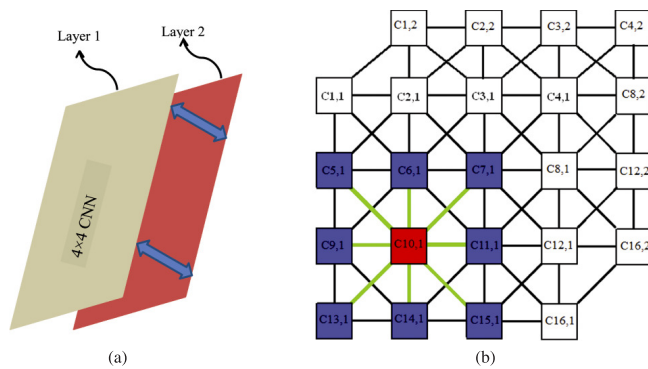 Layer 1
Layer 2
4×4 CNN
(a)
C1,2 C2,2 C3,2 C4,2
C1,1 C2,1 C3,1 C4,1 C8,2
C5,1 C6,1 C7,1 C8,1 C12,2
C9,1 C10,1 C11,1 C12,1 C16,2
C13,1 C14,1 C15,1 C16,1
(b)